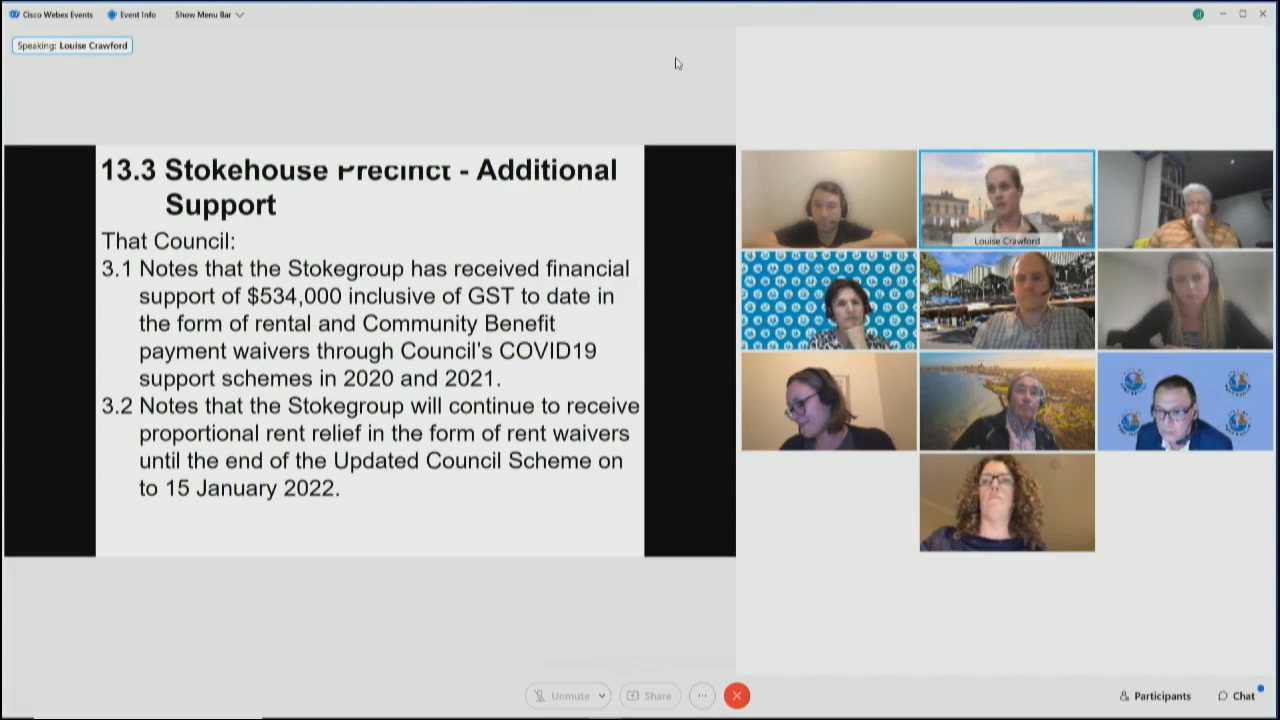 Cisco Webex Events
Event Info
Show Menu Bar
Speaking: Louise Crawford
13.3 Stokehouse Precinct - Additional
Support
That Council:
3.1 Notes that the Stokegroup has received financial
support of $534,000 inclusive of GST to date in
the form of rental and Community Benefit
payment waivers through Council's COVID19
support schemes in 2020 and 2021.
3.2 Notes that the Stokegroup will continue to receive
proportional rent relief in the form of rent waivers
until the end of the Updated Council Scheme on
to 15 January 2022.
Louise Crawford
Unmute
Share
Participants
Chat